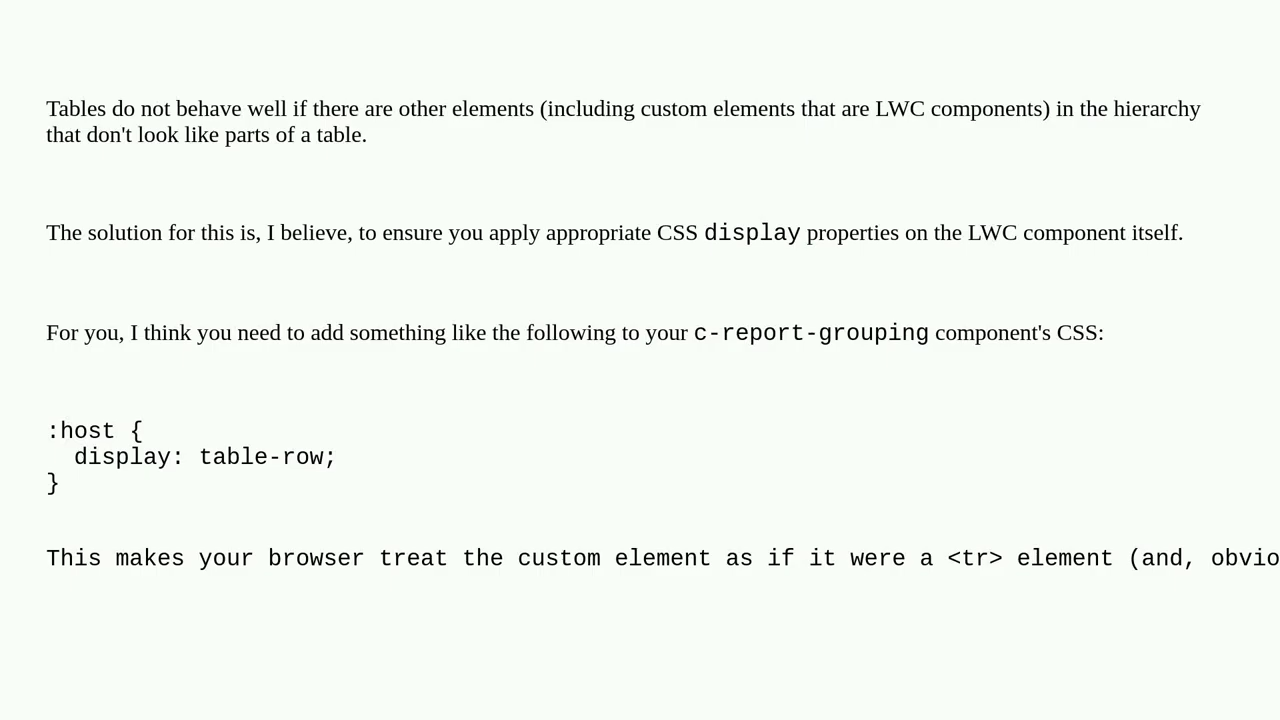 Tables do not behave well if there are other elements (including custom elements that are LWC components) in the hierarchy
that don't look like parts of a table.
The solution for this is, I believe, to ensure you apply appropriate CSS display properties on the LWC component itself.
For you, I think you need to add something like the following to your c-report-grouping component's CSS:
:host {
  display: table-row;
}
This makes your browser treat the custom element as if it were a <tr> element (and,